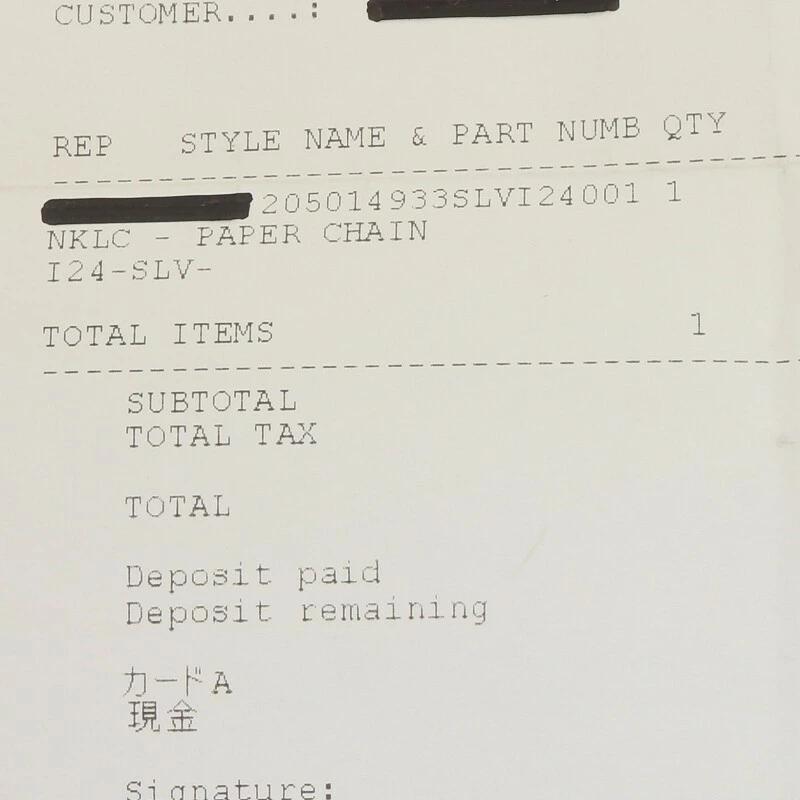 CUSTOMER....:
REP STYLE NAME & PART NUMB QTY
205014933SLVI24001 1
NKLC - PAPER CHAIN
I24-SLV-
TOTAL ITEMS 1
SUBTOTAL
TOTAL TAX
TOTAL
Deposit paid
Deposit remaining
カードA
現金
Signature: